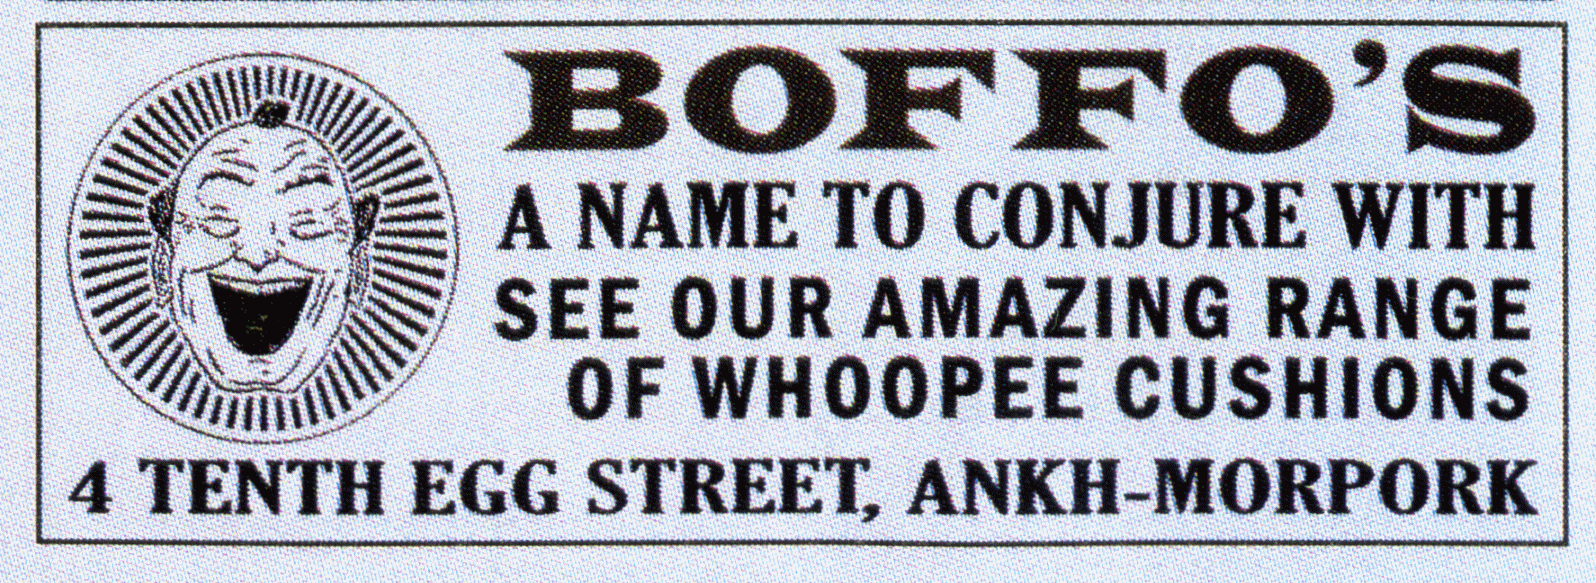 BOFFO'S
A NAME TO CONJURE WITH
SEE OUR AMAZING RANGE
OF WHOOPEE CUSHIONS
4 TENTH EGG STREET, ANKH-MORPORK